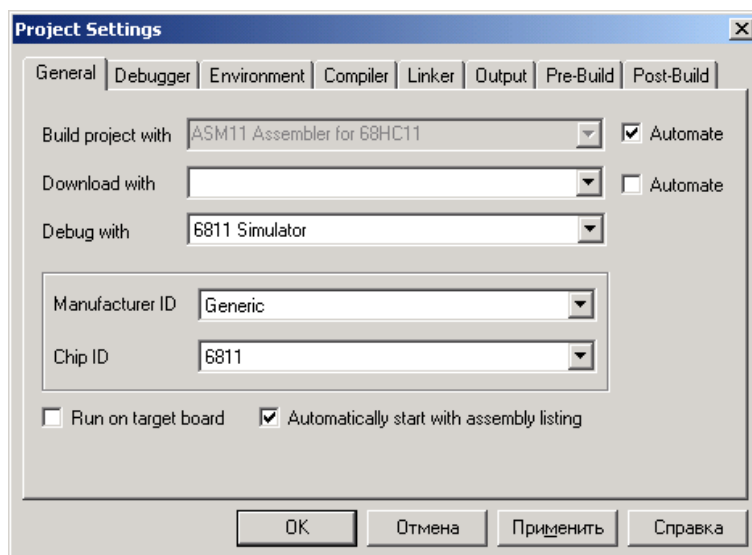 Project Settings
General Debugger Environment Compiler Linker Output Pre-Build Post-Build
Build project with ASM11 Assembler for 68HC11 Automate
Download with Automate
Debug with 6811 Simulator
Manufacturer ID Generic
Chip ID 6811
Run on target board Automatically start with assembly listing
OK Отмена Применить Справка